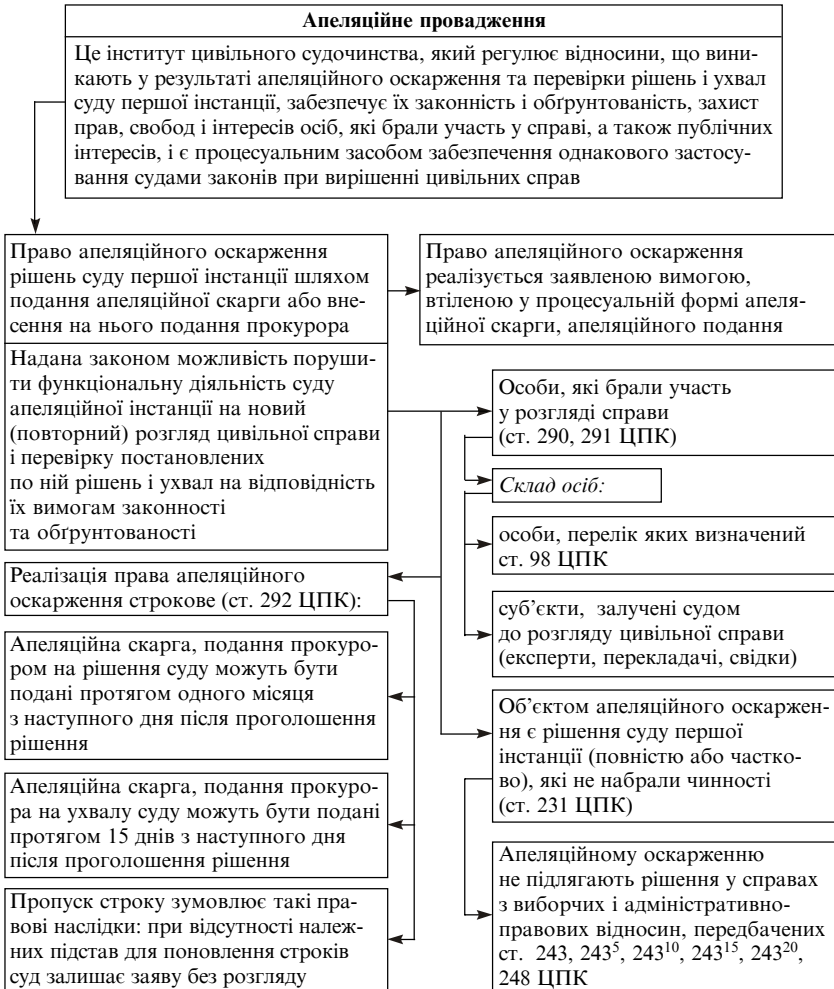 Апеляційне провадження
Це інститут цивільного судочинства, який регулює відносини, що вини-
кають у результаті апеляційного оскарження та перевірки рішень і ухвал
суду першої інстанції, забезпечує їх законність і обґрунтованість, захист
прав, свобод і інтересів осіб, які брали участь у справі, а також публічних
інтересів, і є процесуальним засобом забезпечення однакового застосу-
вання судами законів при вирішенні цивільних справ
Право апеляційного оскарження
рішень суду першої інстанції шляхом
подання апеляційної скарги або вне-
сення на нього подання прокурора
Право апеляційного оскарження
реалізується заявленою вимогою,
втіленою у процесуальній формі апеля-
ційної скарги, апеляційного подання
Надана законом можливість поруши-
ти функціональну діяльність суду
апеляційної інстанції на новий
(повторний) розгляд цивільної справи
і перевірку постановлених
по ній рішень і ухвал на відповідність
їх вимогам законності
та обґрунтованості
Особи, які брали участь
у розгляді справи
(ст. 290, 291 ЦПК)
Склад осіб:
особи, перелік яких визначений
ст. 98 ЦПК
суб’єкти, залучені судом
до розгляду цивільної справи
(експерти, перекладачі, свідки)
Реалізація права апеляційного
оскарження строкове (ст. 292 ЦПК):
Апеляційна скарга, подання прокуро-
ром на рішення суду можуть бути
подані протягом одного місяця
з наступного дня після проголошення
рішення
Апеляційна скарга, подання прокуро-
ра на ухвалу суду можуть бути подані
протягом 15 днів з наступного дня
після проголошення рішення
Пропуск строку зумовлює такі пра-
вові наслідки: при відсутності належ-
них підстав для поновлення строків
суд залишає заяву без розгляду
Об’єктом апеляційного оскаржен-
ня є рішення суду першої
інстанції (повністю або частко-
во), які не набрали чинності
(ст. 231 ЦПК)
Апеляційному оскарженню
не підлягають рішення у справах
з виборчих і адміністративно-
правових відносин, передбачених
ст. 243, 243⁵, 243¹⁰, 243¹⁵, 243²⁰,
248 ЦПК